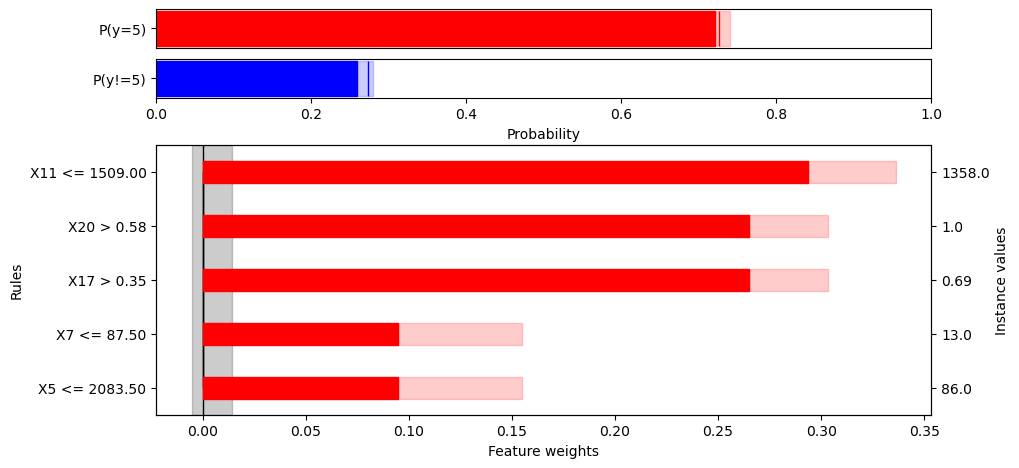 P(y=5)
P(y!=5)
0.0 0.2 0.4 0.6 0.8 1.0
Probability
X11 <= 1509.00 1358.0
X20 > 0.58 1.0
X17 > 0.35 0.69
X7 <= 87.50 13.0
X5 <= 2083.50 86.0
Rules
Instance values
0.00 0.05 0.10 0.15 0.20 0.25 0.30 0.35
Feature weights